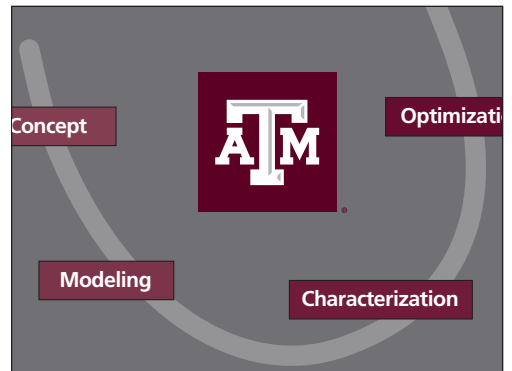 Concept
Optimizati
ATM
Modeling
Characterization